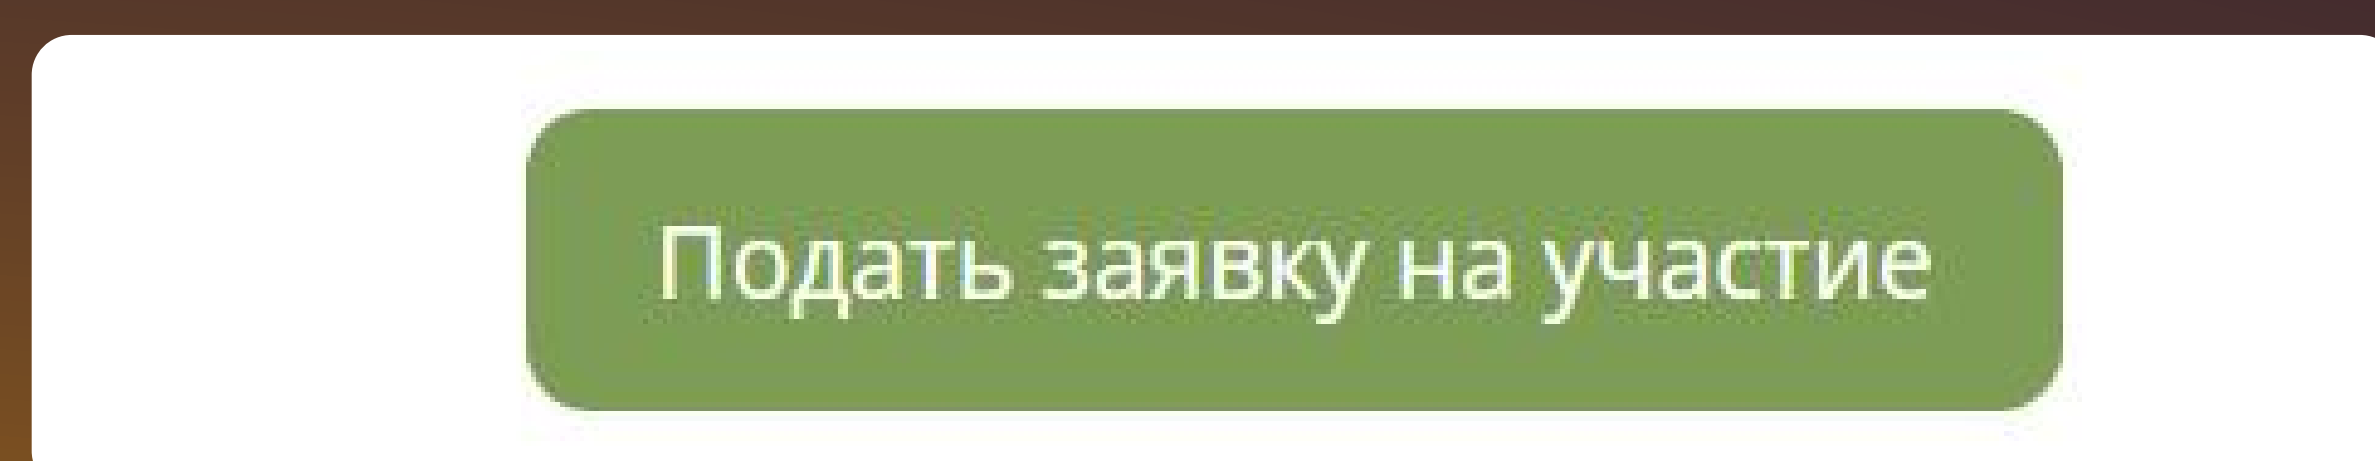 Подать заявку на участие